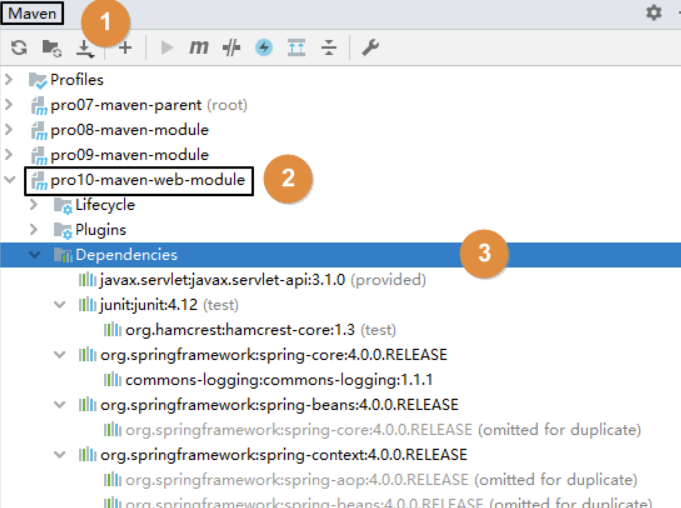 Maven
1
m
Profiles
pro07-maven-parent (root)
pro08-maven-module
pro09-maven-module
pro10-maven-web-module
2
Lifecycle
Plugins
Dependencies
3
javax.servlet:javax.servlet-api:3.1.0 (provided)
junit:junit:4.12 (test)
org.hamcrest:hamcrest-core:1.3 (test)
org.springframework:spring-core:4.0.0.RELEASE
commons-logging:commons-logging:1.1.1
org.springframework:spring-beans:4.0.0.RELEASE
org.springframework:spring-core:4.0.0.RELEASE (omitted for duplicate)
org.springframework:spring-context:4.0.0.RELEASE
org.springframework:spring-aop:4.0.0.RELEASE (omitted for duplicate)
org.springframework:spring-beans:4.0.0.RELEASE (omitted for duplicate)